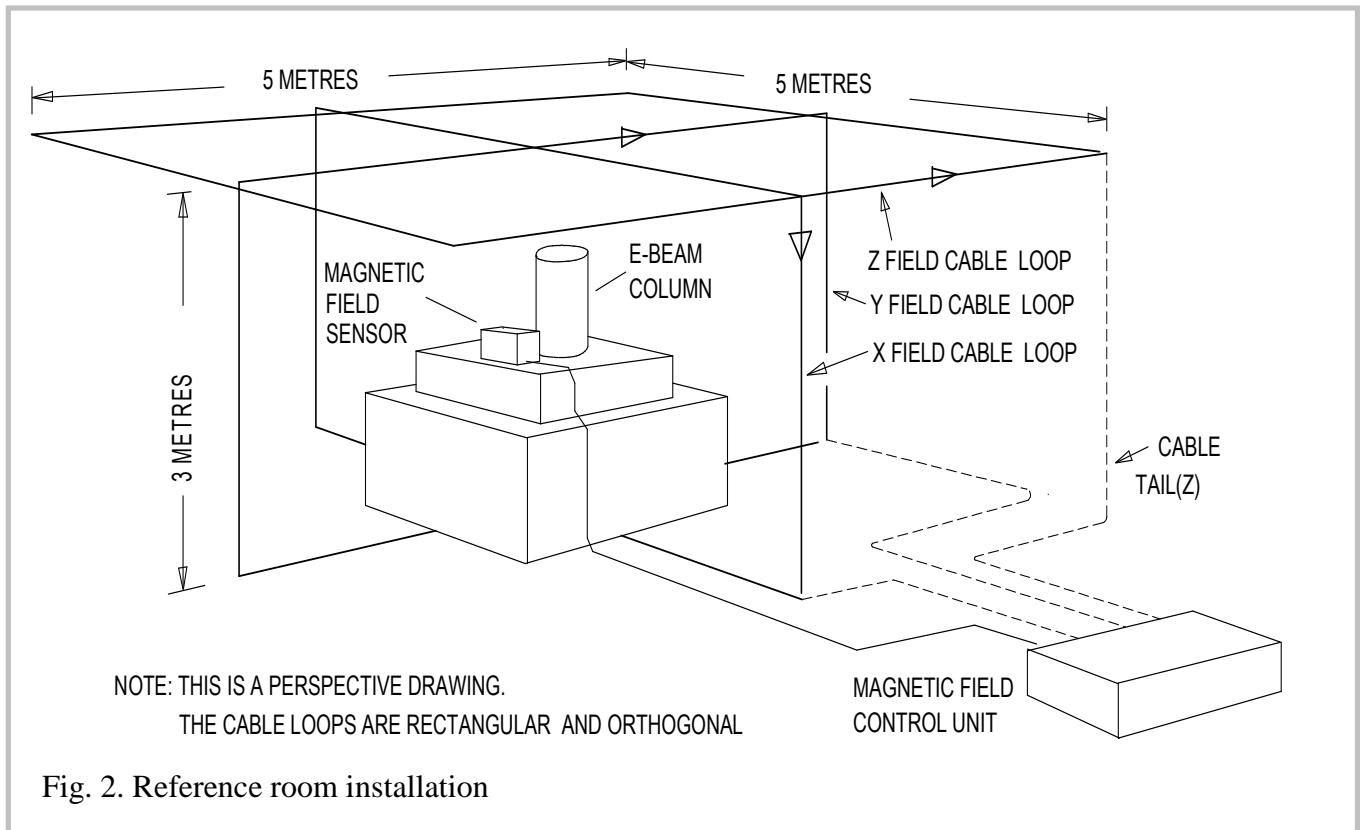 5 METRES
5 METRES
E-BEAM
COLUMN
MAGNETIC
FIELD
SENSOR
Z FIELD CABLE LOOP
Y FIELD CABLE LOOP
X FIELD CABLE LOOP
3 METRES
CABLE
TAIL(Z)
NOTE: THIS IS A PERSPECTIVE DRAWING.
THE CABLE LOOPS ARE RECTANGULAR AND ORTHOGONAL
MAGNETIC FIELD
CONTROL UNIT
Fig. 2. Reference room installation